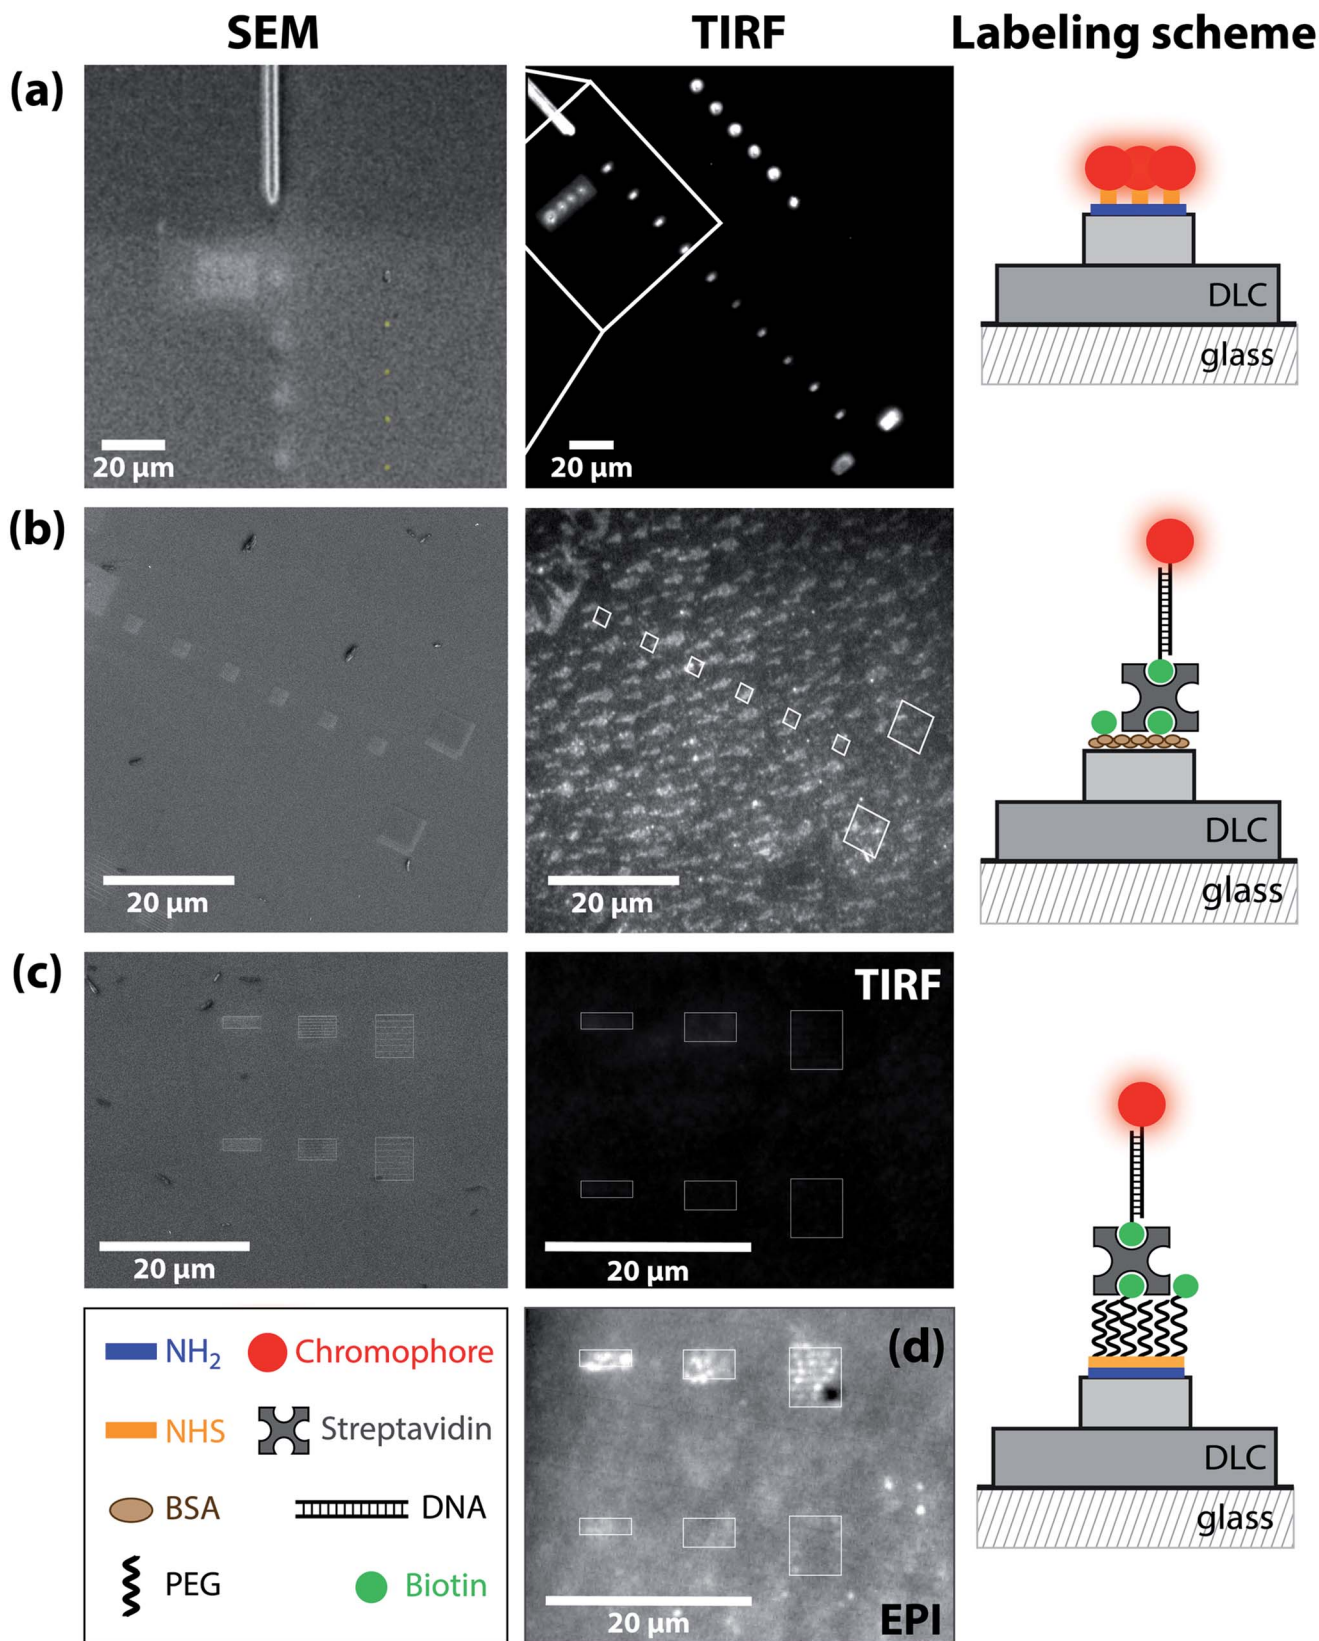 SEM
TIRF
Labeling scheme
(a)
20 µm
20 µm
DLC
glass
(b)
20 µm
20 µm
DLC
glass
(c)
TIRF
20 µm
20 µm
NH₂
Chromophore
NHS
Streptavidin
BSA
DNA
PEG
Biotin
(d)
20 µm
EPI
DLC
glass